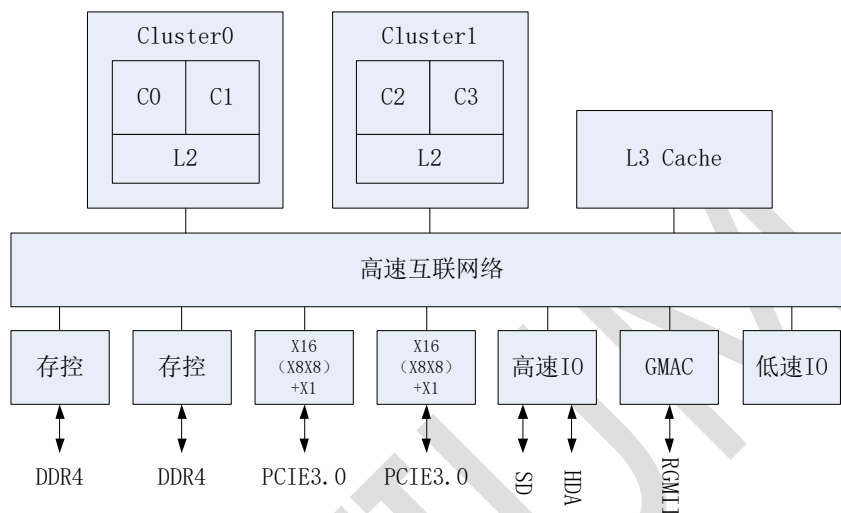 Cluster0
Cluster1
C0
C1
C2
C3
L2
L2
L3 Cache
高速互联网络
存控
存控
X16
（X8X8）
+X1
X16
（X8X8）
+X1
高速IO
GMAC
低速IO
DDR4
DDR4
PCIE3.0
PCIE3.0
SD
HDA